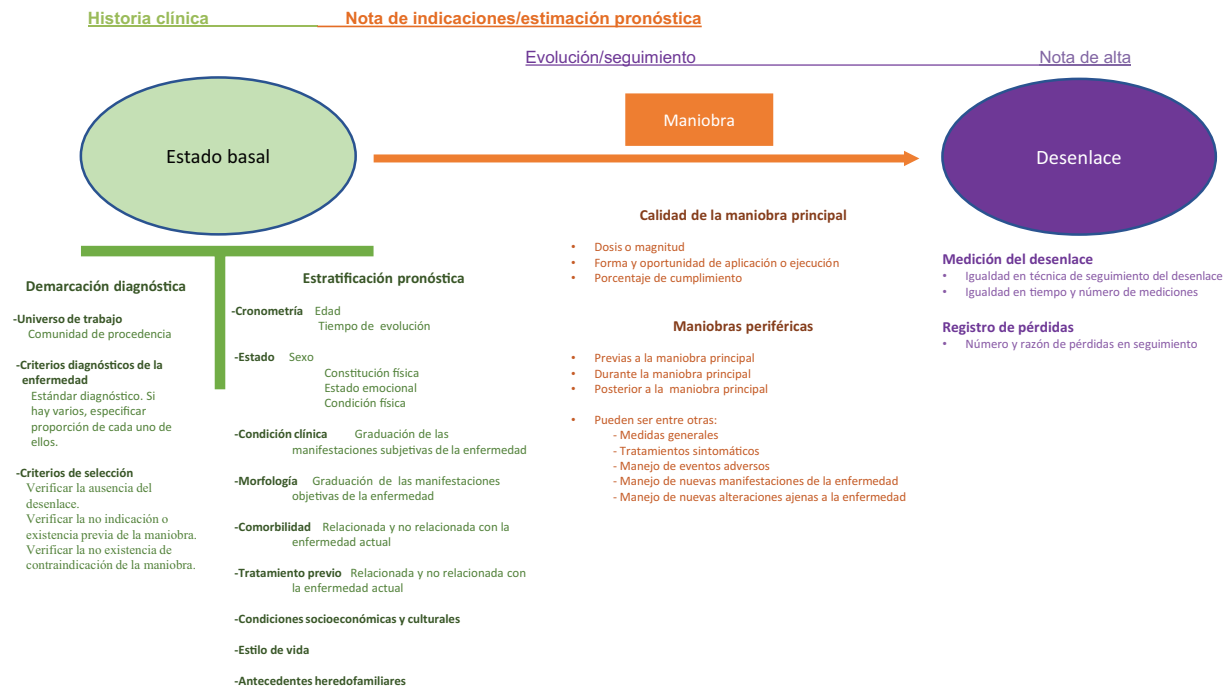 Historia clínica
Nota de indicaciones/estimación pronóstica
Evolución/seguimiento
Nota de alta
Estado basal
Maniobra
Desenlace
Demarcación diagnóstica
-Universo de trabajo
Comunidad de procedencia
-Criterios diagnósticos de la
enfermedad
Estándar diagnóstico. Si
hay varios, especificar
proporción de cada uno de
ellos.
-Criterios de selección
Verificar la ausencia del
desenlace.
Verificar la no indicación o
existencia previa de la maniobra.
Verificar la no existencia de
contraindicación de la maniobra.
Estratificación pronóstica
-Cronometría Edad
Tiempo de evolución
-Estado Sexo
Constitución física
Estado emocional
Condición física
-Condición clínica Graduación de las
manifestaciones subjetivas de la enfermedad
-Morfología Graduación de las manifestaciones
objetivas de la enfermedad
-Comorbilidad Relacionada y no relacionada con la
enfermedad actual
-Tratamiento previo Relacionada y no relacionada con
la enfermedad actual
-Condiciones socioeconómicas y culturales
-Estilo de vida
-Antecedentes heredofamiliares
Calidad de la maniobra principal
• Dosis o magnitud
• Forma y oportunidad de aplicación o ejecución
• Porcentaje de cumplimiento
Maniobras periféricas
• Previas a la maniobra principal
• Durante la maniobra principal
• Posterior a la maniobra principal
• Pueden ser entre otras:
- Medidas generales
- Tratamientos sintomáticos
- Manejo de eventos adversos
- Manejo de nuevas manifestaciones de la enfermedad
- Manejo de nuevas alteraciones ajenas a la enfermedad
Medición del desenlace
• Igualdad en técnica de seguimiento del desenlace
• Igualdad en tiempo y número de mediciones
Registro de pérdidas
• Número y razón de pérdidas en seguimiento